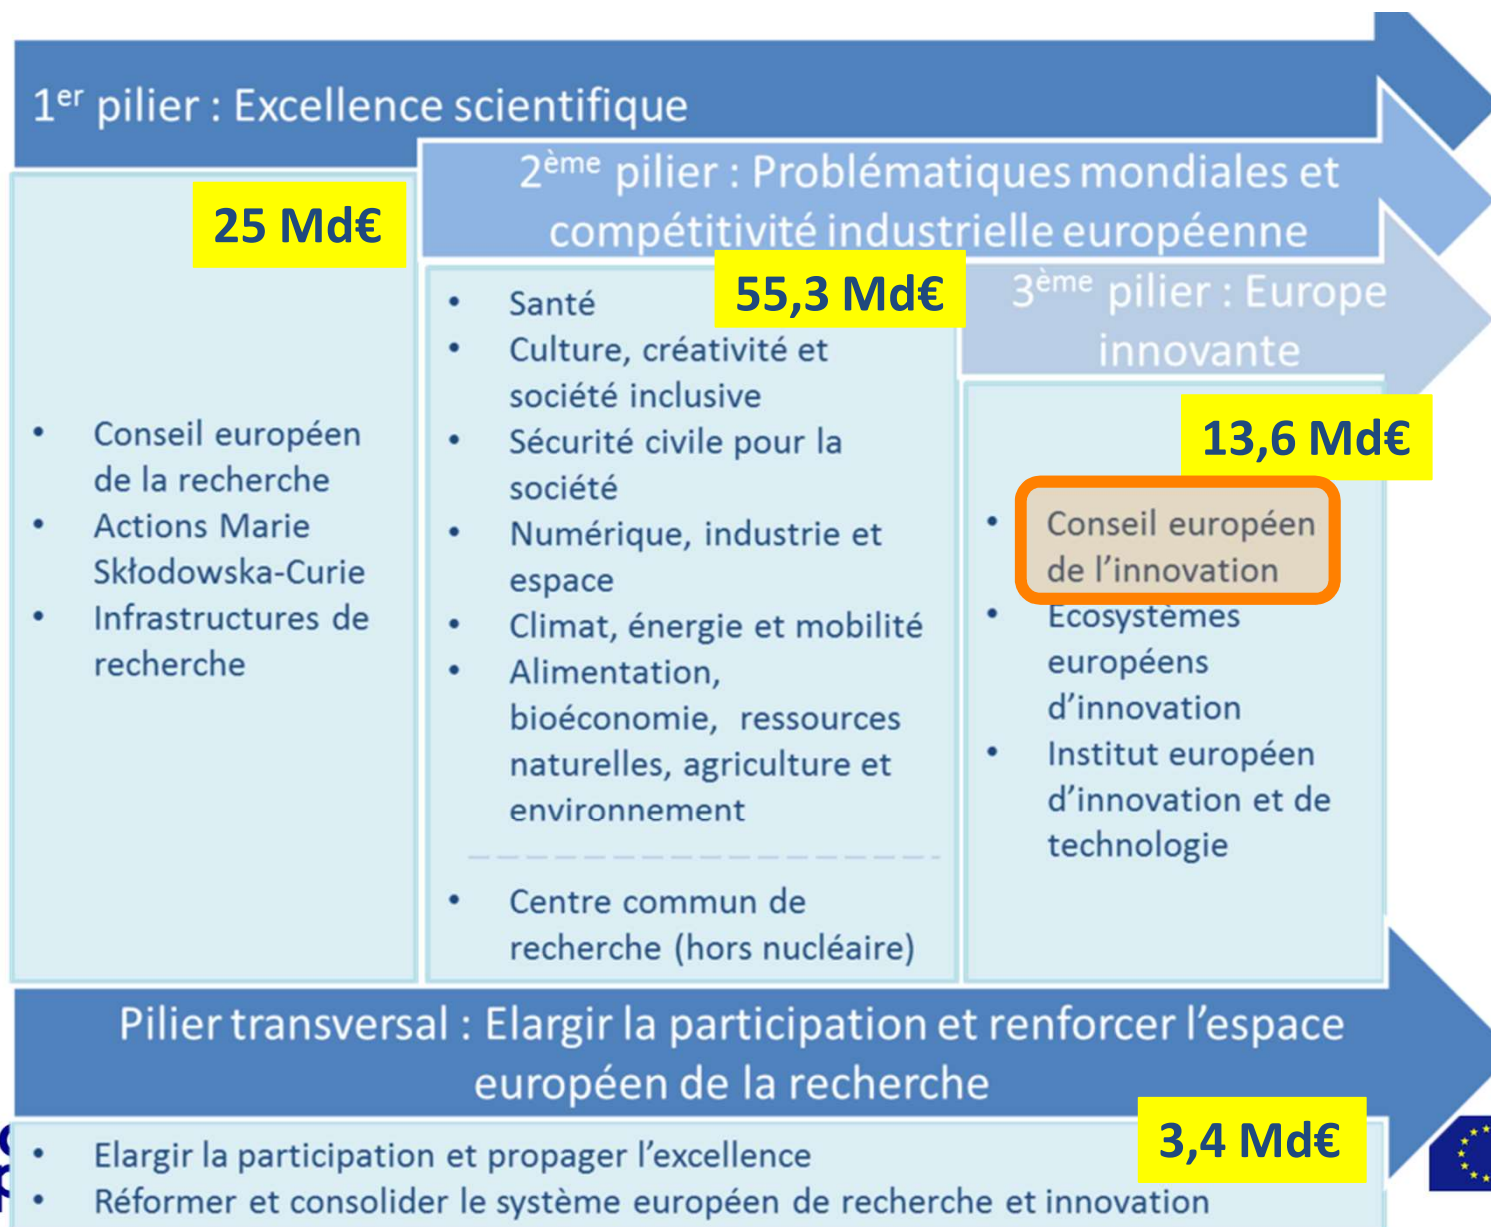 1er pilier : Excellence scientifique
25 Md€
• Conseil européen
de la recherche
• Actions Marie
Skłodowska-Curie
• Infrastructures de
recherche
2ème pilier : Problématiques mondiales et
compétitivité industrielle européenne
55,3 Md€
• Santé
• Culture, créativité et
société inclusive
• Sécurité civile pour la
société
• Numérique, industrie et
espace
• Climat, énergie et mobilité
• Alimentation,
bioéconomie, ressources
naturelles, agriculture et
environnement
• Centre commun de
recherche (hors nucléaire)
3ème pilier : Europe
innovante
13,6 Md€
• Conseil européen
de l’innovation
• Ecosystèmes
européens
d’innovation
• Institut européen
d’innovation et de
technologie
Pilier transversal : Elargir la participation et renforcer l’espace
européen de la recherche
3,4 Md€
• Elargir la participation et propager l’excellence
• Réformer et consolider le système européen de recherche et innovation